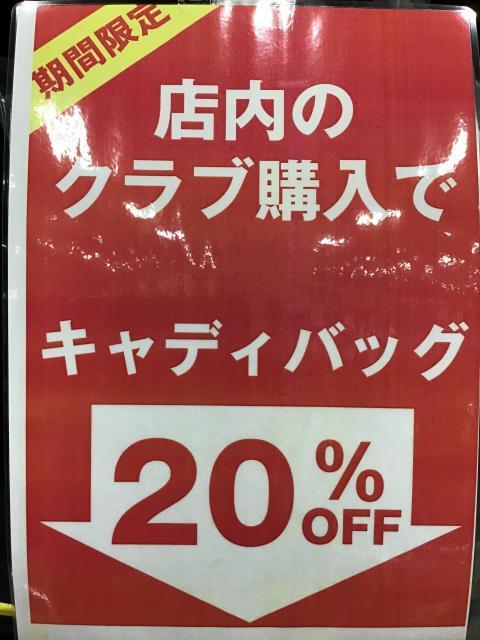 期間限定
店内の
クラブ購入で
キャディバッグ
20%
OFF